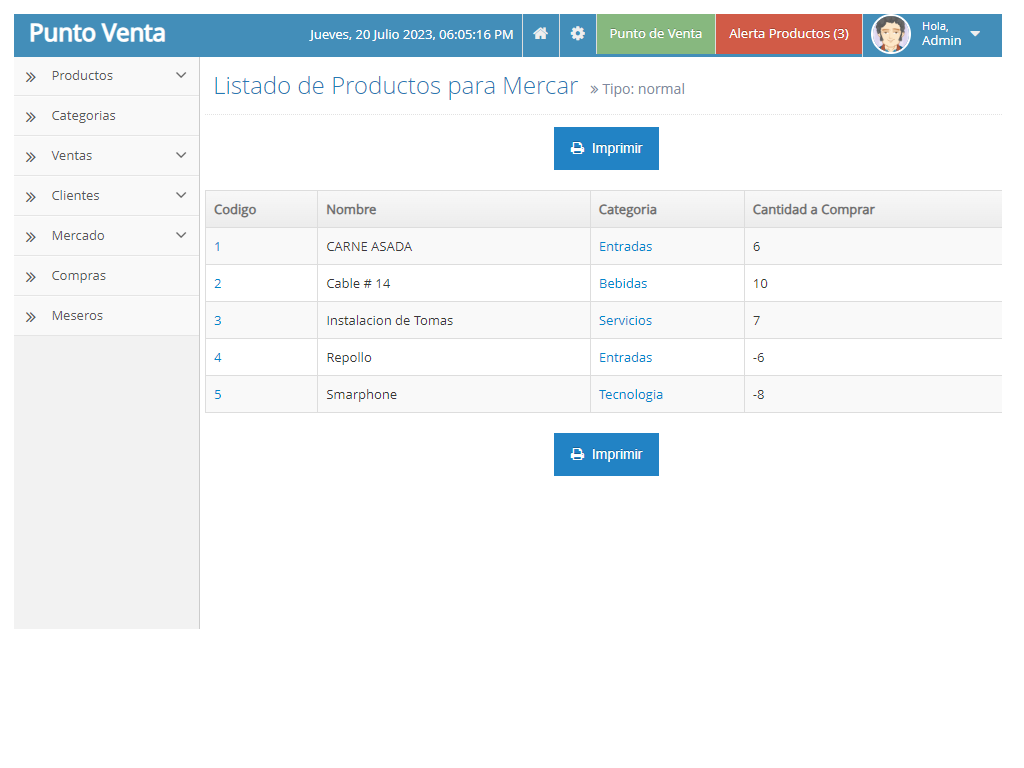 Punto Venta
Jueves, 20 Julio 2023, 06:05:16 PM
Punto de Venta
Alerta Productos (3)
Hola,
Admin
Productos
Categorias
Ventas
Clientes
Mercado
Compras
Meseros
Listado de Productos para Mercar » Tipo: normal
Imprimir
Codigo Nombre Categoria Cantidad a Comprar
1 CARNE ASADA Entradas 6
2 Cable # 14 Bebidas 10
3 Instalacion de Tomas Servicios 7
4 Repollo Entradas -6
5 Smarphone Tecnologia -8
Imprimir